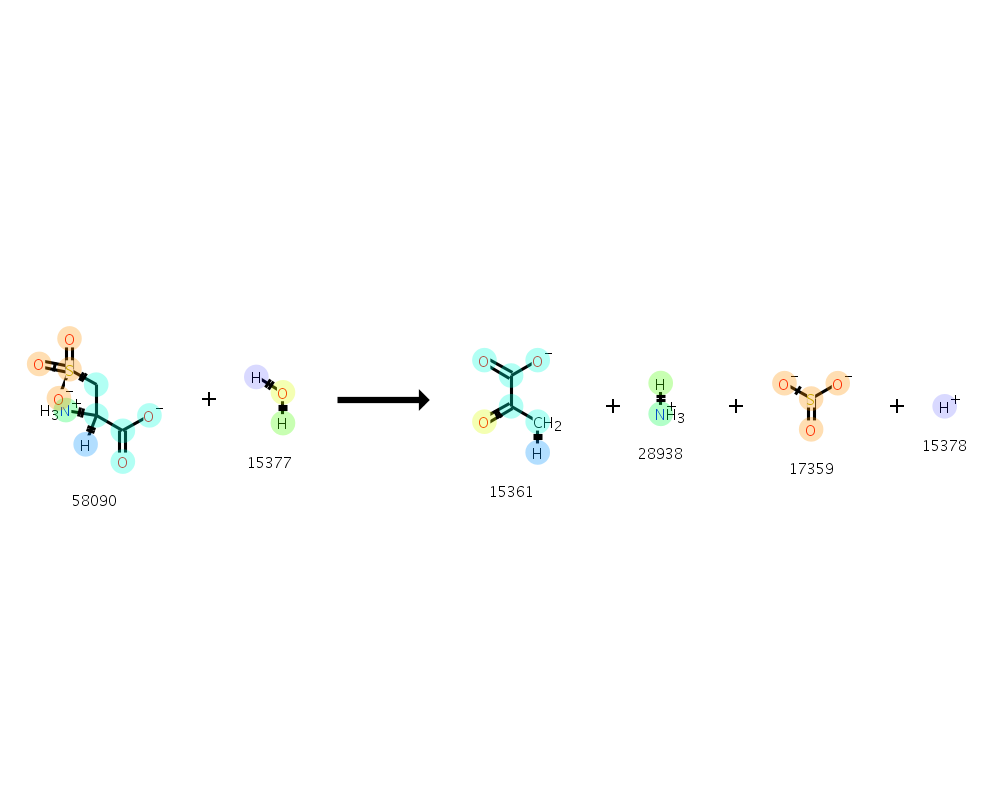 O
O S
O⁻
H₃N⁺
H
O⁻
O
58090
+
H
O
H
15377
O O⁻
O
CH₂
H
15361
+
H
NH₃⁺
28938
+
O⁻ O⁻
S
O
17359
+
H⁺
15378